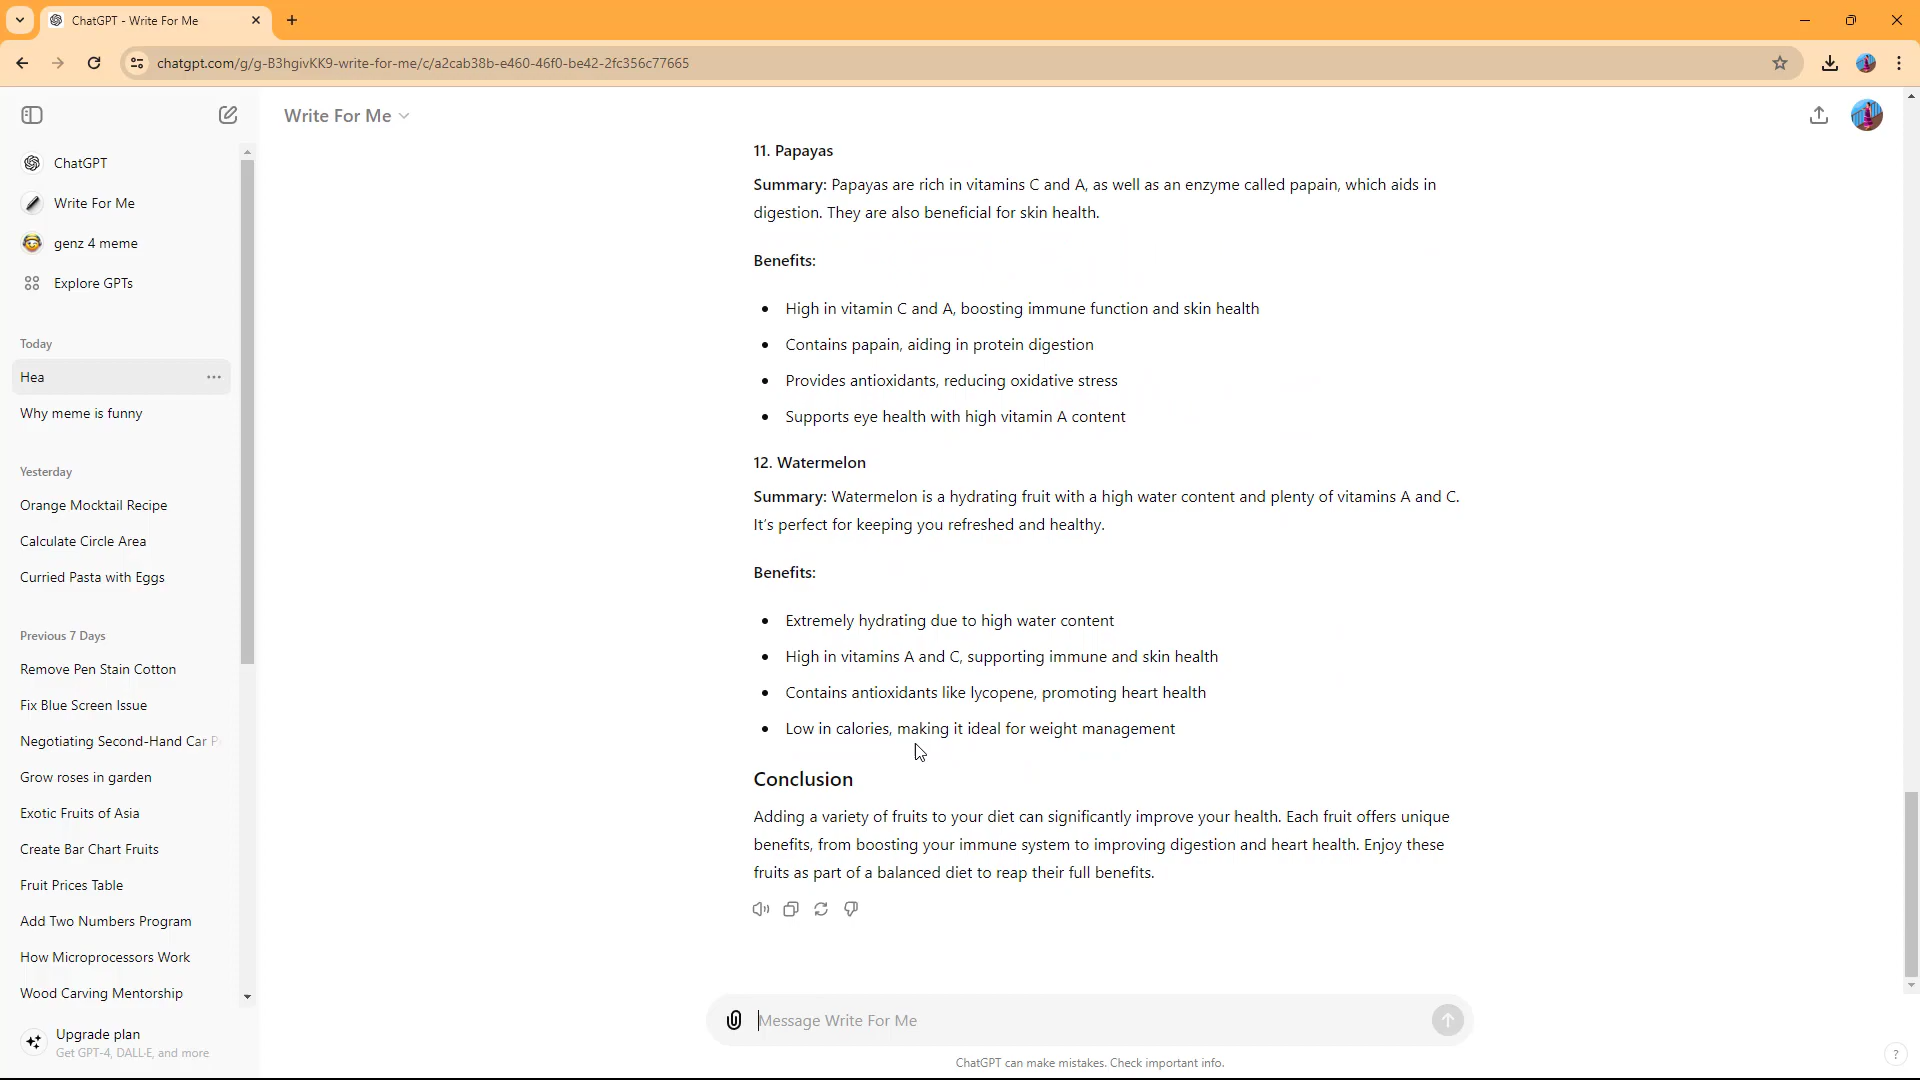 ChatGPT - Write For Me
chatgpt.com/g/g-B3hgivKK9-write-for-me/c/a2cab38b-e460-46f0-be42-2fc356c77665
ChatGPT
Write For Me
genz 4 meme
Explore GPTs
Today
Hea
Why meme is funny
Yesterday
Orange Mocktail Recipe
Calculate Circle Area
Curried Pasta with Eggs
Previous 7 Days
Remove Pen Stain Cotton
Fix Blue Screen Issue
Negotiating Second-Hand Car P
Grow roses in garden
Exotic Fruits of Asia
Create Bar Chart Fruits
Fruit Prices Table
Add Two Numbers Program
How Microprocessors Work
Wood Carving Mentorship
Upgrade plan
Get GPT-4, DALL·E, and more
Write For Me
11. Papayas
Summary: Papayas are rich in vitamins C and A, as well as an enzyme called papain, which aids in
digestion. They are also beneficial for skin health.
Benefits:
• High in vitamin C and A, boosting immune function and skin health
• Contains papain, aiding in protein digestion
• Provides antioxidants, reducing oxidative stress
• Supports eye health with high vitamin A content
12. Watermelon
Summary: Watermelon is a hydrating fruit with a high water content and plenty of vitamins A and C.
It's perfect for keeping you refreshed and healthy.
Benefits:
• Extremely hydrating due to high water content
• High in vitamins A and C, supporting immune and skin health
• Contains antioxidants like lycopene, promoting heart health
• Low in calories, making it ideal for weight management
Conclusion
Adding a variety of fruits to your diet can significantly improve your health. Each fruit offers unique
benefits, from boosting your immune system to improving digestion and heart health. Enjoy these
fruits as part of a balanced diet to reap their full benefits.
Message Write For Me
ChatGPT can make mistakes. Check important info.
?